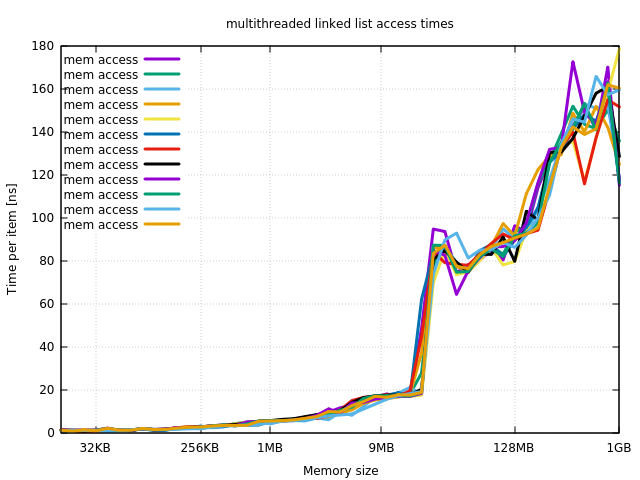 multithreaded linked list access times
180
160
140
120
100
80
60
40
20
0
Time per item [ns]
mem access
mem access
mem access
mem access
mem access
mem access
mem access
mem access
mem access
mem access
mem access
mem access
32KB 256KB 1MB 9MB 128MB 1GB
Memory size